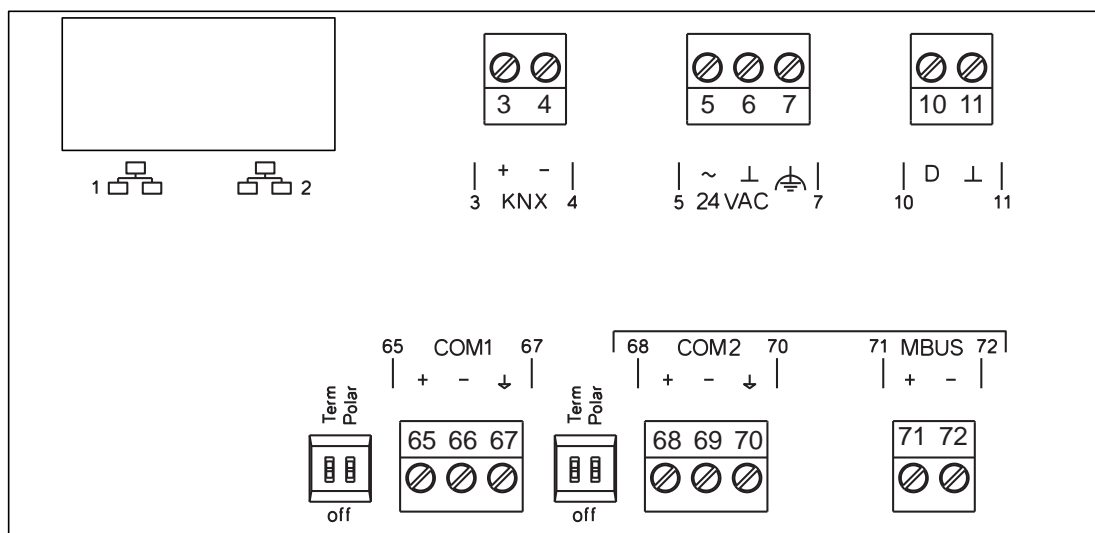 3 4
5 6 7
10 11
1
2
+ −
3 KNX 4
~ ⊥
5 24 VAC 7
D ⊥
10 11
65 COM1 67
+ −
68 COM2 70
+ −
71 MBUS 72
+ −
Term
Polar
off
65 66 67
Term
Polar
off
68 69 70
71 72